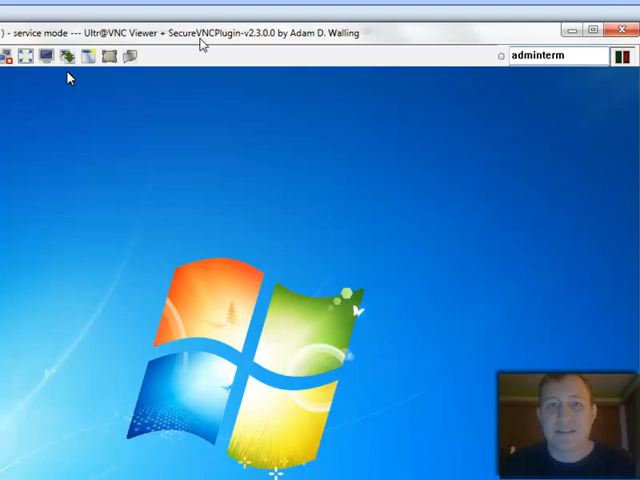 ) - service mode --- Ultr@VNC Viewer + SecureVNCPlugin-v2.3.0.0 by Adam D. Walling
adminterm